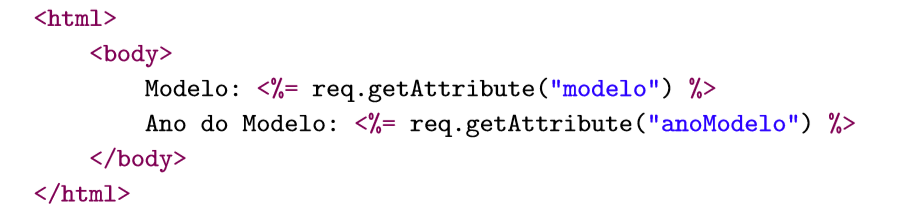 <html>
<body>
Modelo: <%= req.getAttribute("modelo") %>
Ano do Modelo: <%= req.getAttribute("anoModelo") %>
</body>
</html>